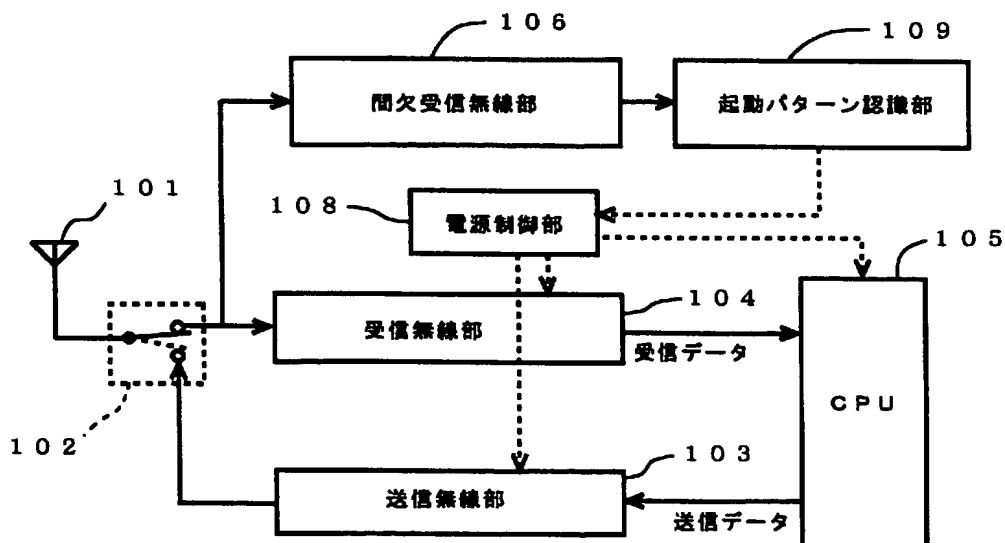 １０６
１０９
間欠受信無線部
起動パターン認識部
１０１
１０８
電源制御部
１０５
１０４
受信無線部
受信データ
CPU
１０２
１０３
送信無線部
送信データ